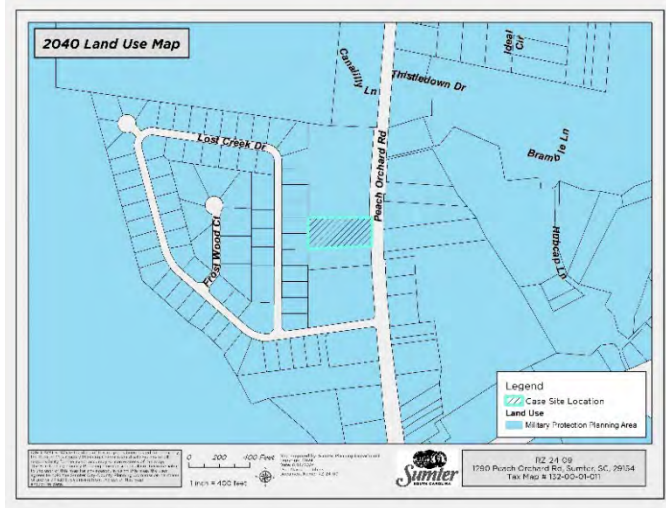 2040 Land Use Map
Canalilly
Ln
Thistledown Dr
Ideal
Cir
Lost Creek Dr
Peach Orchard Rd
Bramble Ln
Frost Wood Ct
Hubcap Ln
Legend
Case Site Location
Land Use
Military Protection Planning Area
0 200 400 Feet
1 inch = 400 feet
Sumter
SOUTH CAROLINA
RZ 24 09
1290 Peach Orchard Rd, Sumter, SC, 29154
Tax Map # 132-00-01-011